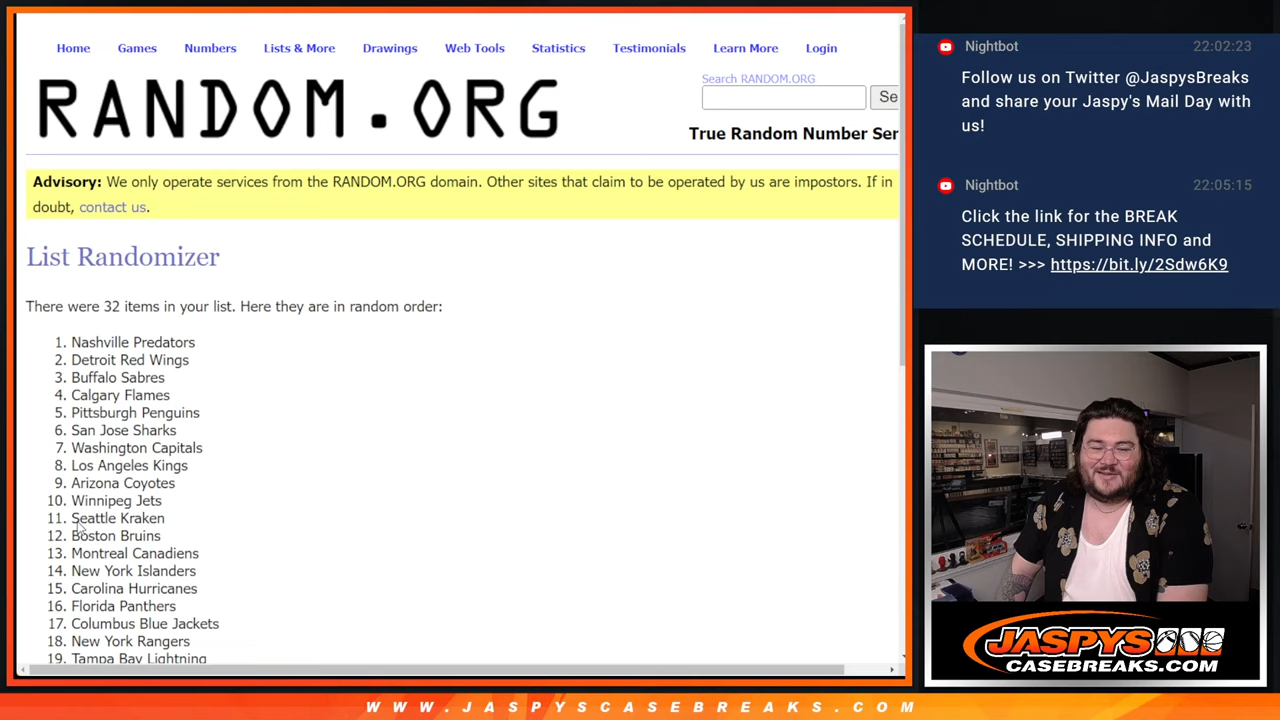 Home Games Numbers Lists & More Drawings Web Tools Statistics Testimonials Learn More Login
RANDOM.ORG
Search RANDOM.ORG
Se
True Random Number Ser
Advisory: We only operate services from the RANDOM.ORG domain. Other sites that claim to be operated by us are impostors. If in
doubt, contact us.
List Randomizer
There were 32 items in your list. Here they are in random order:
1. Nashville Predators
2. Detroit Red Wings
3. Buffalo Sabres
4. Calgary Flames
5. Pittsburgh Penguins
6. San Jose Sharks
7. Washington Capitals
8. Los Angeles Kings
9. Arizona Coyotes
10. Winnipeg Jets
11. Seattle Kraken
12. Boston Bruins
13. Montreal Canadiens
14. New York Islanders
15. Carolina Hurricanes
16. Florida Panthers
17. Columbus Blue Jackets
18. New York Rangers
19. Tampa Bay Lightning
Nightbot 22:02:23
Follow us on Twitter @JaspysBreaks
and share your Jaspy's Mail Day with
us!
Nightbot 22:05:15
Click the link for the BREAK
SCHEDULE, SHIPPING INFO and
MORE! >>> https://bit.ly/2Sdw6K9
JASPYS
CASEBREAKS.COM
WWW.JASPYSCASEBREAKS.COM